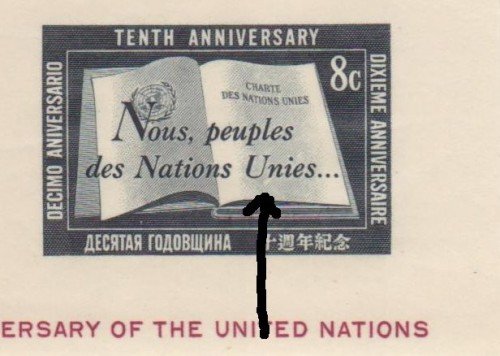 TENTH ANNIVERSARY
8c
DECIMO ANIVERSARIO
DIXIEME ANNIVERSAIRE
CHARTE
DES NATIONS UNIES
Nous, peuples
des Nations Unies...
ДЕСЯТАЯ ГОДОВЩИНА
十週年紀念
ERSARY OF THE UNITED NATIONS